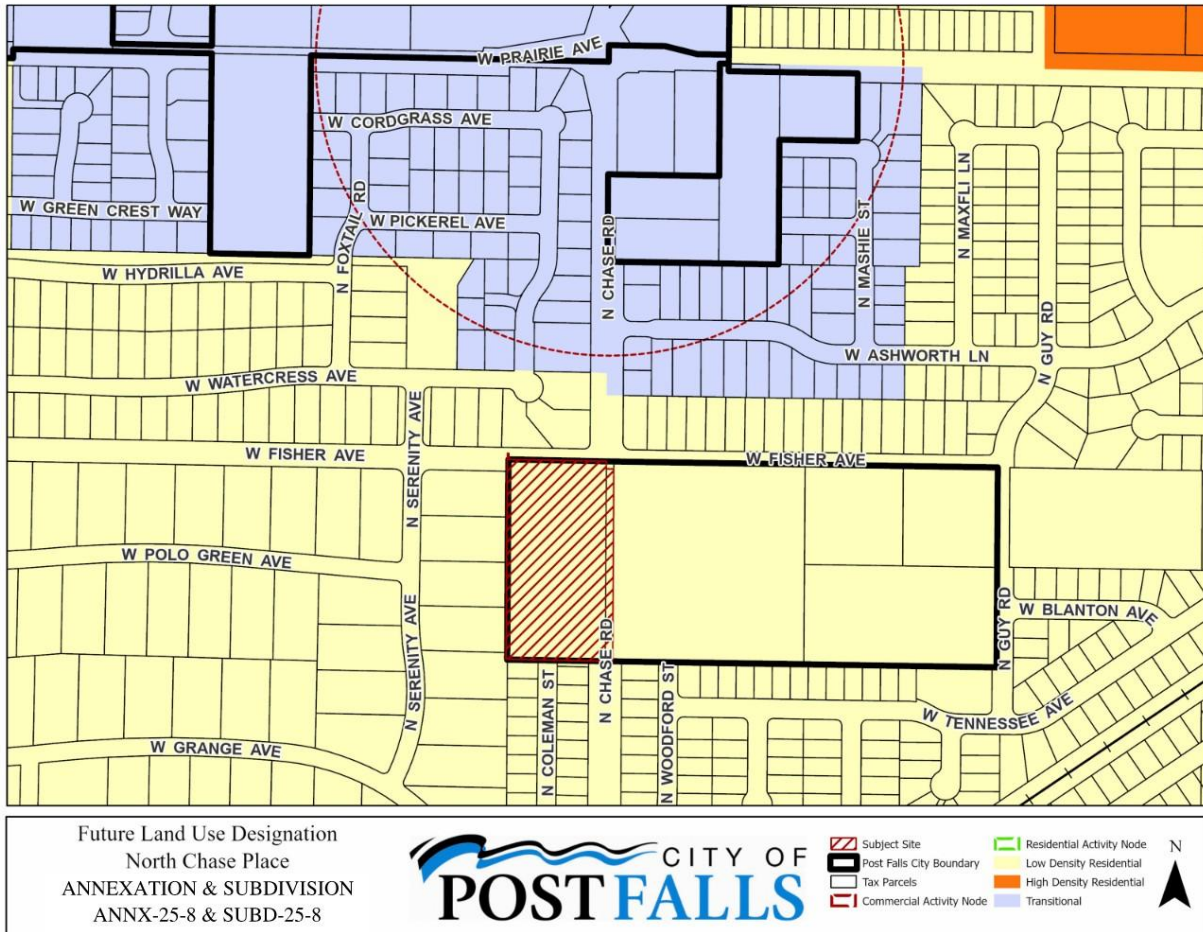 W PRAIRIE AVE
W CORDGRASS AVE
W GREEN CREST WAY
N FOXTAIL RD
W PICKEREL AVE
N CHASE RD
N MASHIE ST
N MAXFLI LN
W HYDRILLA AVE
N GUY RD
W ASHWORTH LN
W WATERCRESS AVE
N SERENITY AVE
W FISHER AVE
W FISHER AVE
W POLO GREEN AVE
N SERENITY AVE
N CHASE RD
N GUY RD
W BLANTON AVE
N COLEMAN ST
N WOODFORD ST
W TENNESSEE AVE
W GRANGE AVE
Future Land Use Designation
North Chase Place
ANNEXATION & SUBDIVISION
ANNX-25-8 & SUBD-25-8
CITY OF
POST FALLS
Subject Site
Post Falls City Boundary
Tax Parcels
Commercial Activity Node
Residential Activity Node
Low Density Residential
High Density Residential
Transitional
N